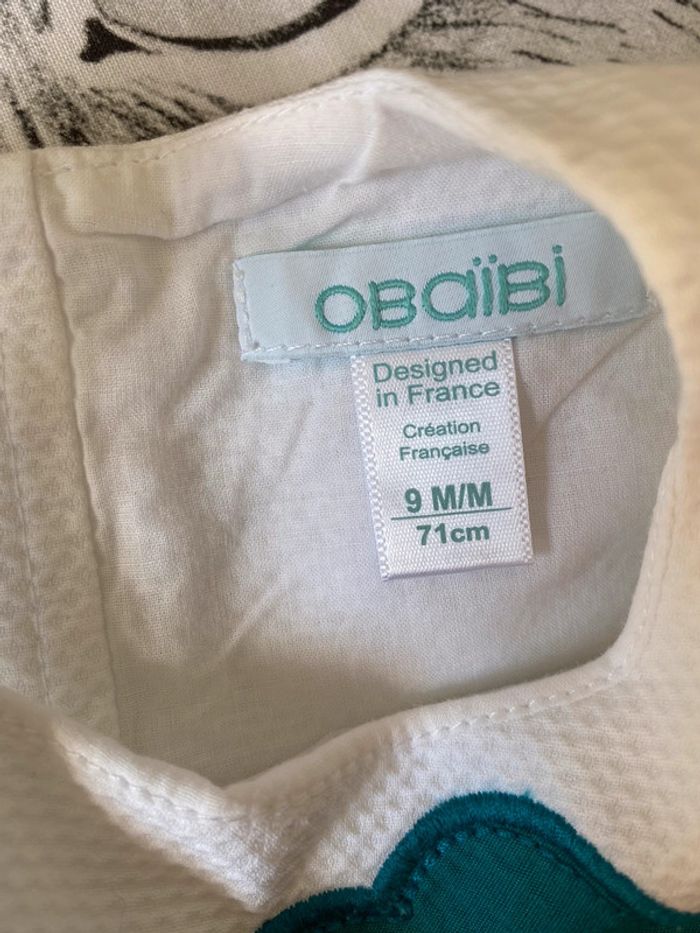 OBaïBi
Designed
in France
Création
Française
9 M/M
71cm